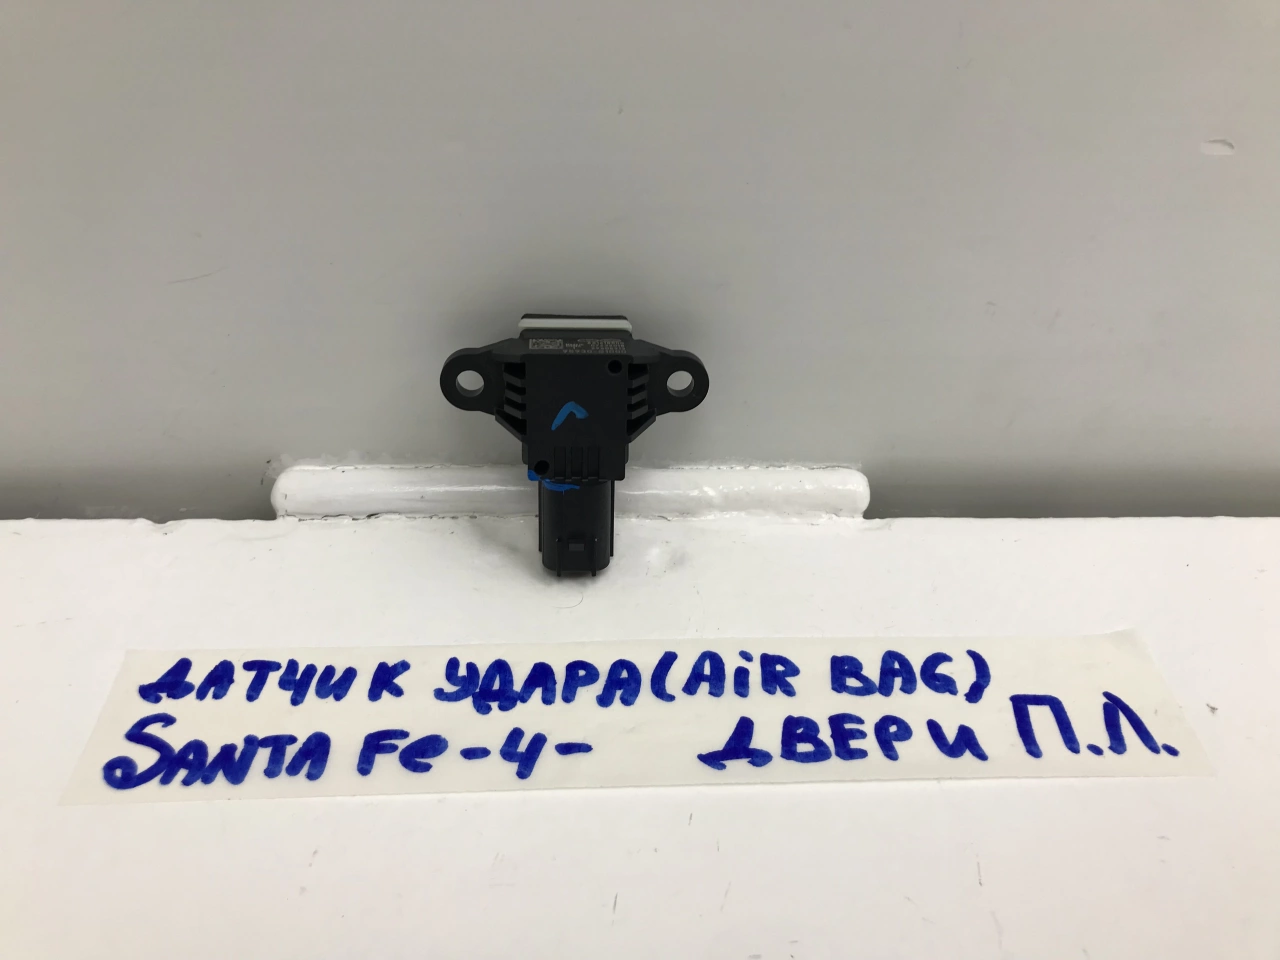 ДАТЧИК УДАРА (AiR BAG)
SANTA Fe -4- ДВЕРИ П.Л.